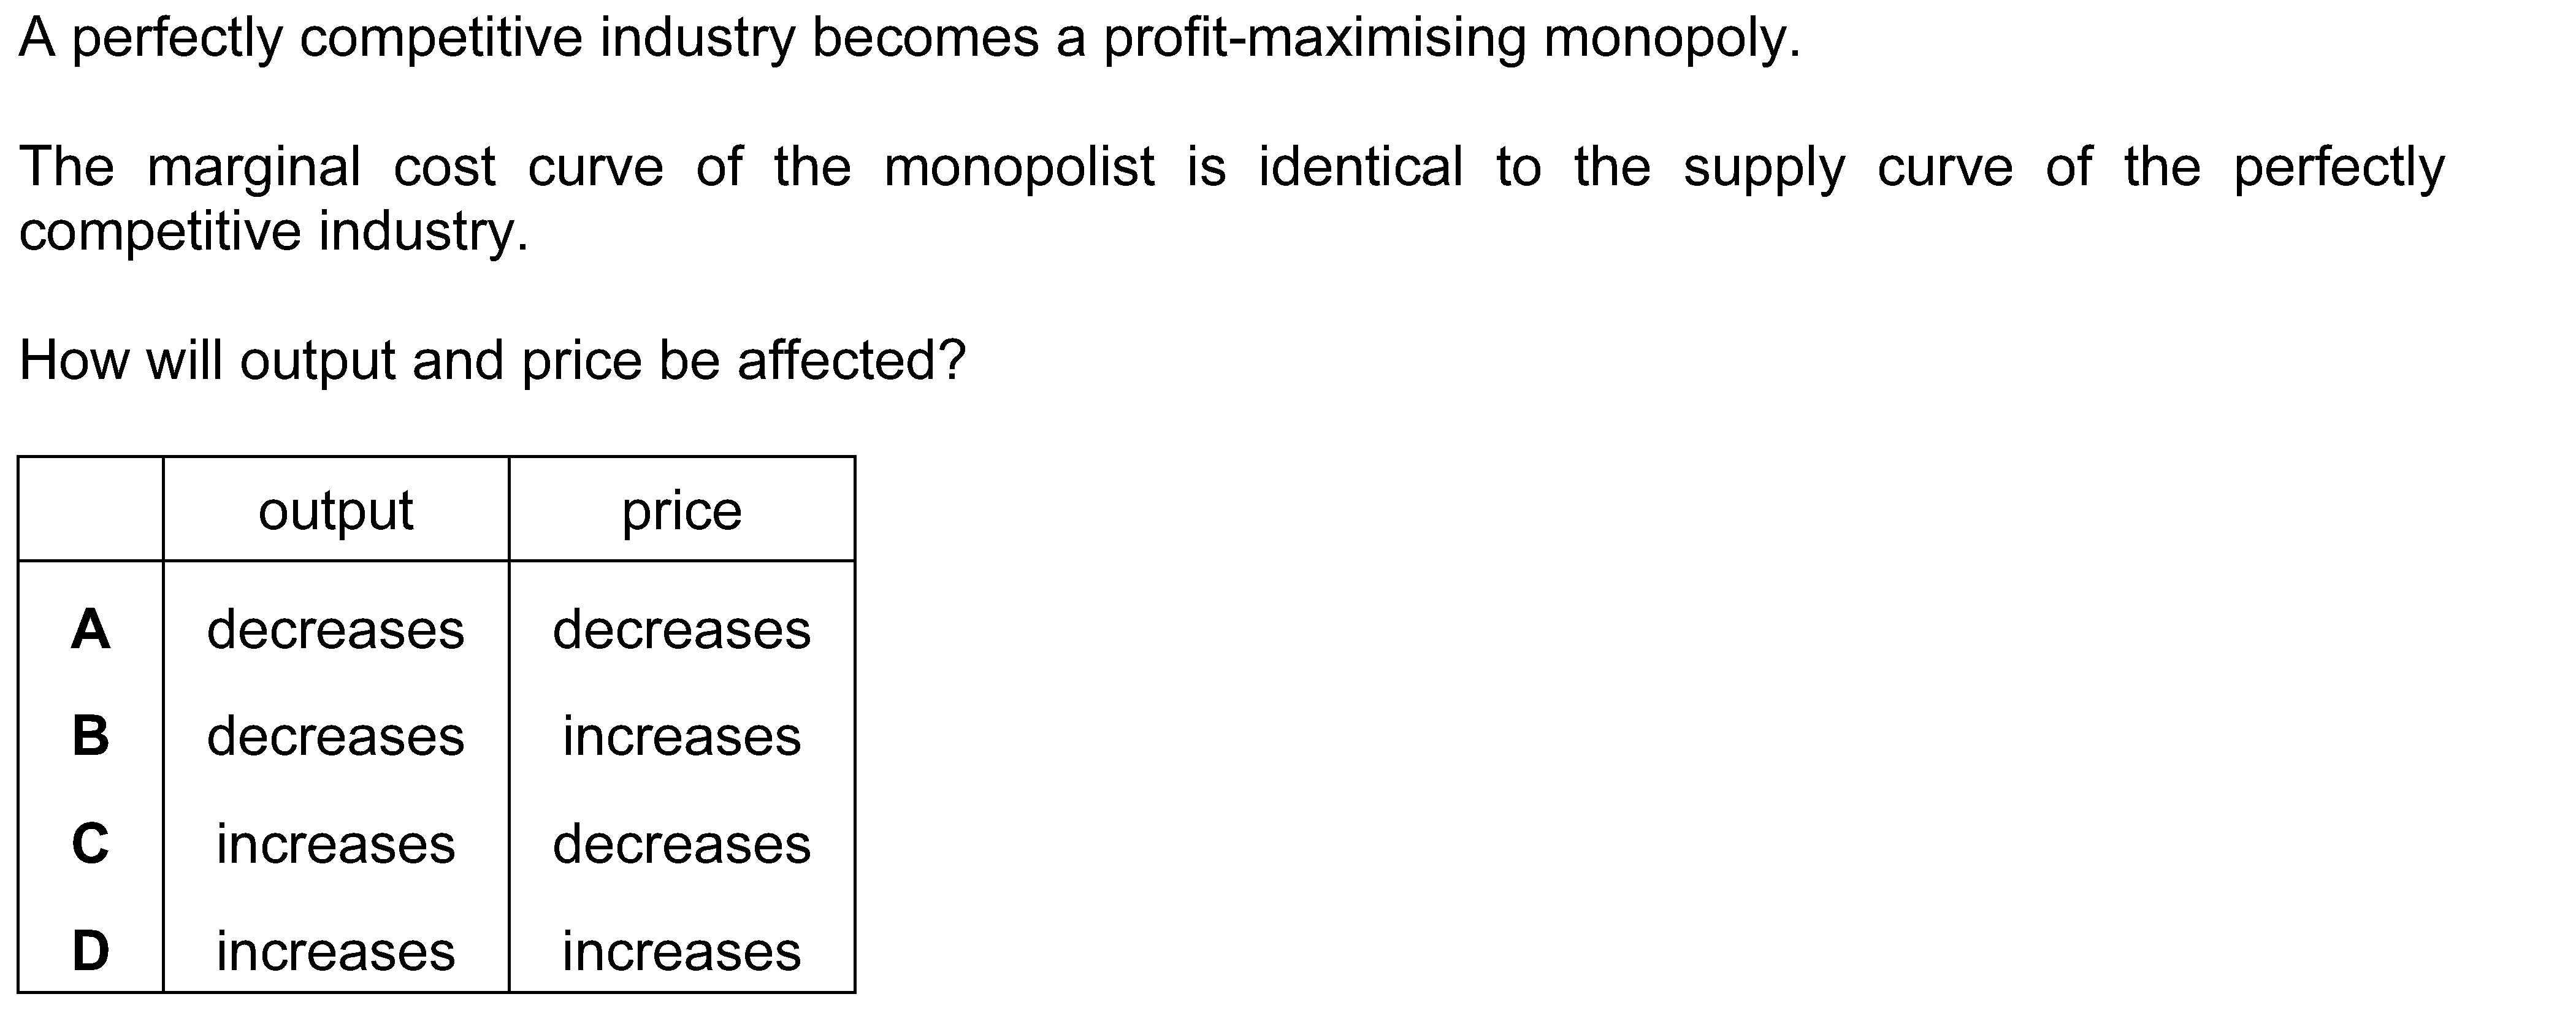 A perfectly competitive industry becomes a profit-maximising monopoly.
The marginal cost curve of the monopolist is identical to the supply curve of the perfectly
competitive industry.
How will output and price be affected?
output price
A decreases decreases
B decreases increases
C increases decreases
D increases increases